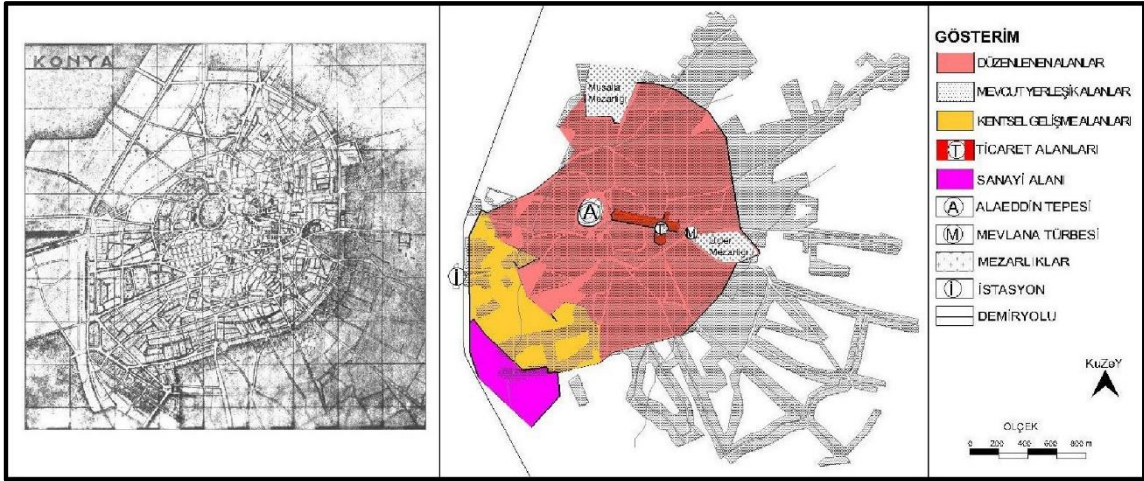 KONYA
Musalla
Mezarlığı
A
T
M
Üçler
Mezarlığı
İ
GÖSTERİM
DÜZENLENEN ALANLAR
MEVCUT YERLEŞİK ALANLAR
KENTSEL GELİŞME ALANLARI
T
TİCARET ALANLARI
SANAYİ ALANI
A
ALAEDDİN TEPESİ
M
MEVLANA TÜRBESİ
MEZARLIKLAR
İ
İSTASYON
DEMİRYOLU
KuZeY
ÖLÇEK
0 200 400 600 800 m